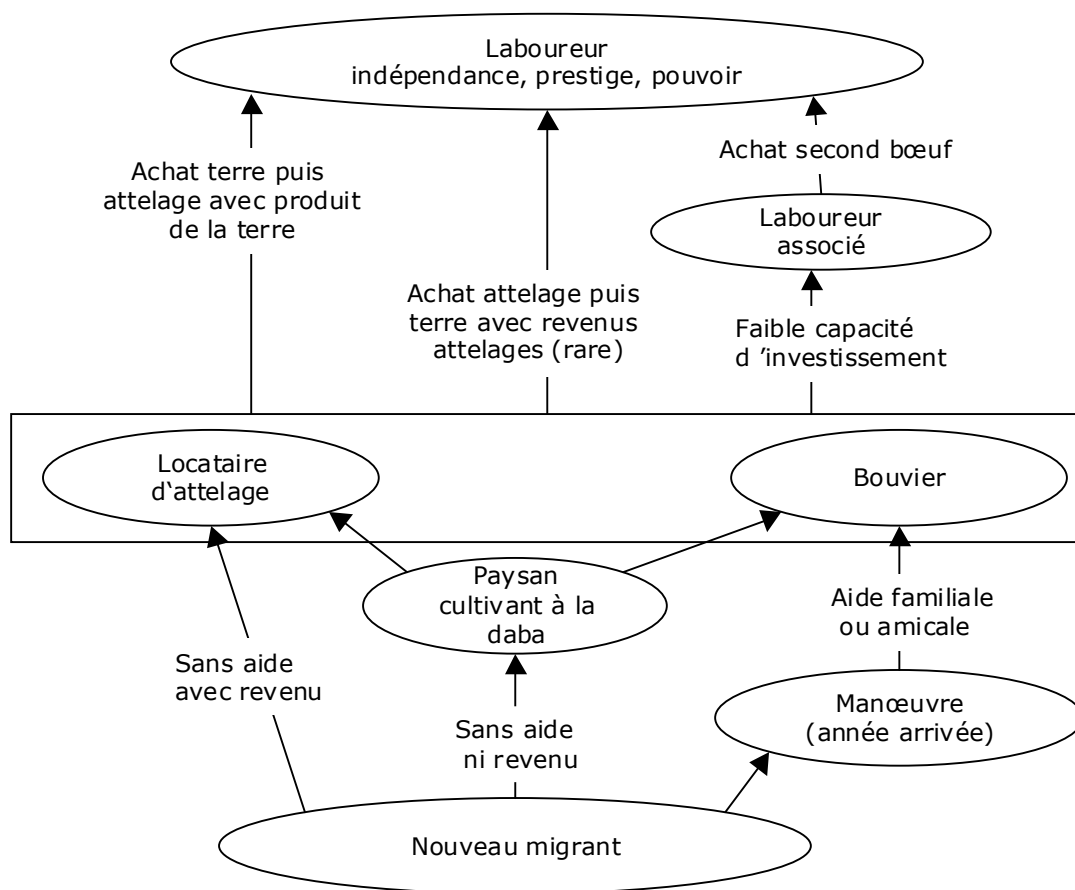 Laboureur
indépendance, prestige, pouvoir
Achat terre puis
attelage avec produit
de la terre
Achat second bœuf
Laboureur
associé
Achat attelage puis
terre avec revenus
attelages (rare)
Faible capacité
d ’investissement
Locataire
d‘attelage
Bouvier
Paysan
cultivant à la
daba
Aide familiale
ou amicale
Sans aide
avec revenu
Sans aide
ni revenu
Manœuvre
(année arrivée)
Nouveau migrant